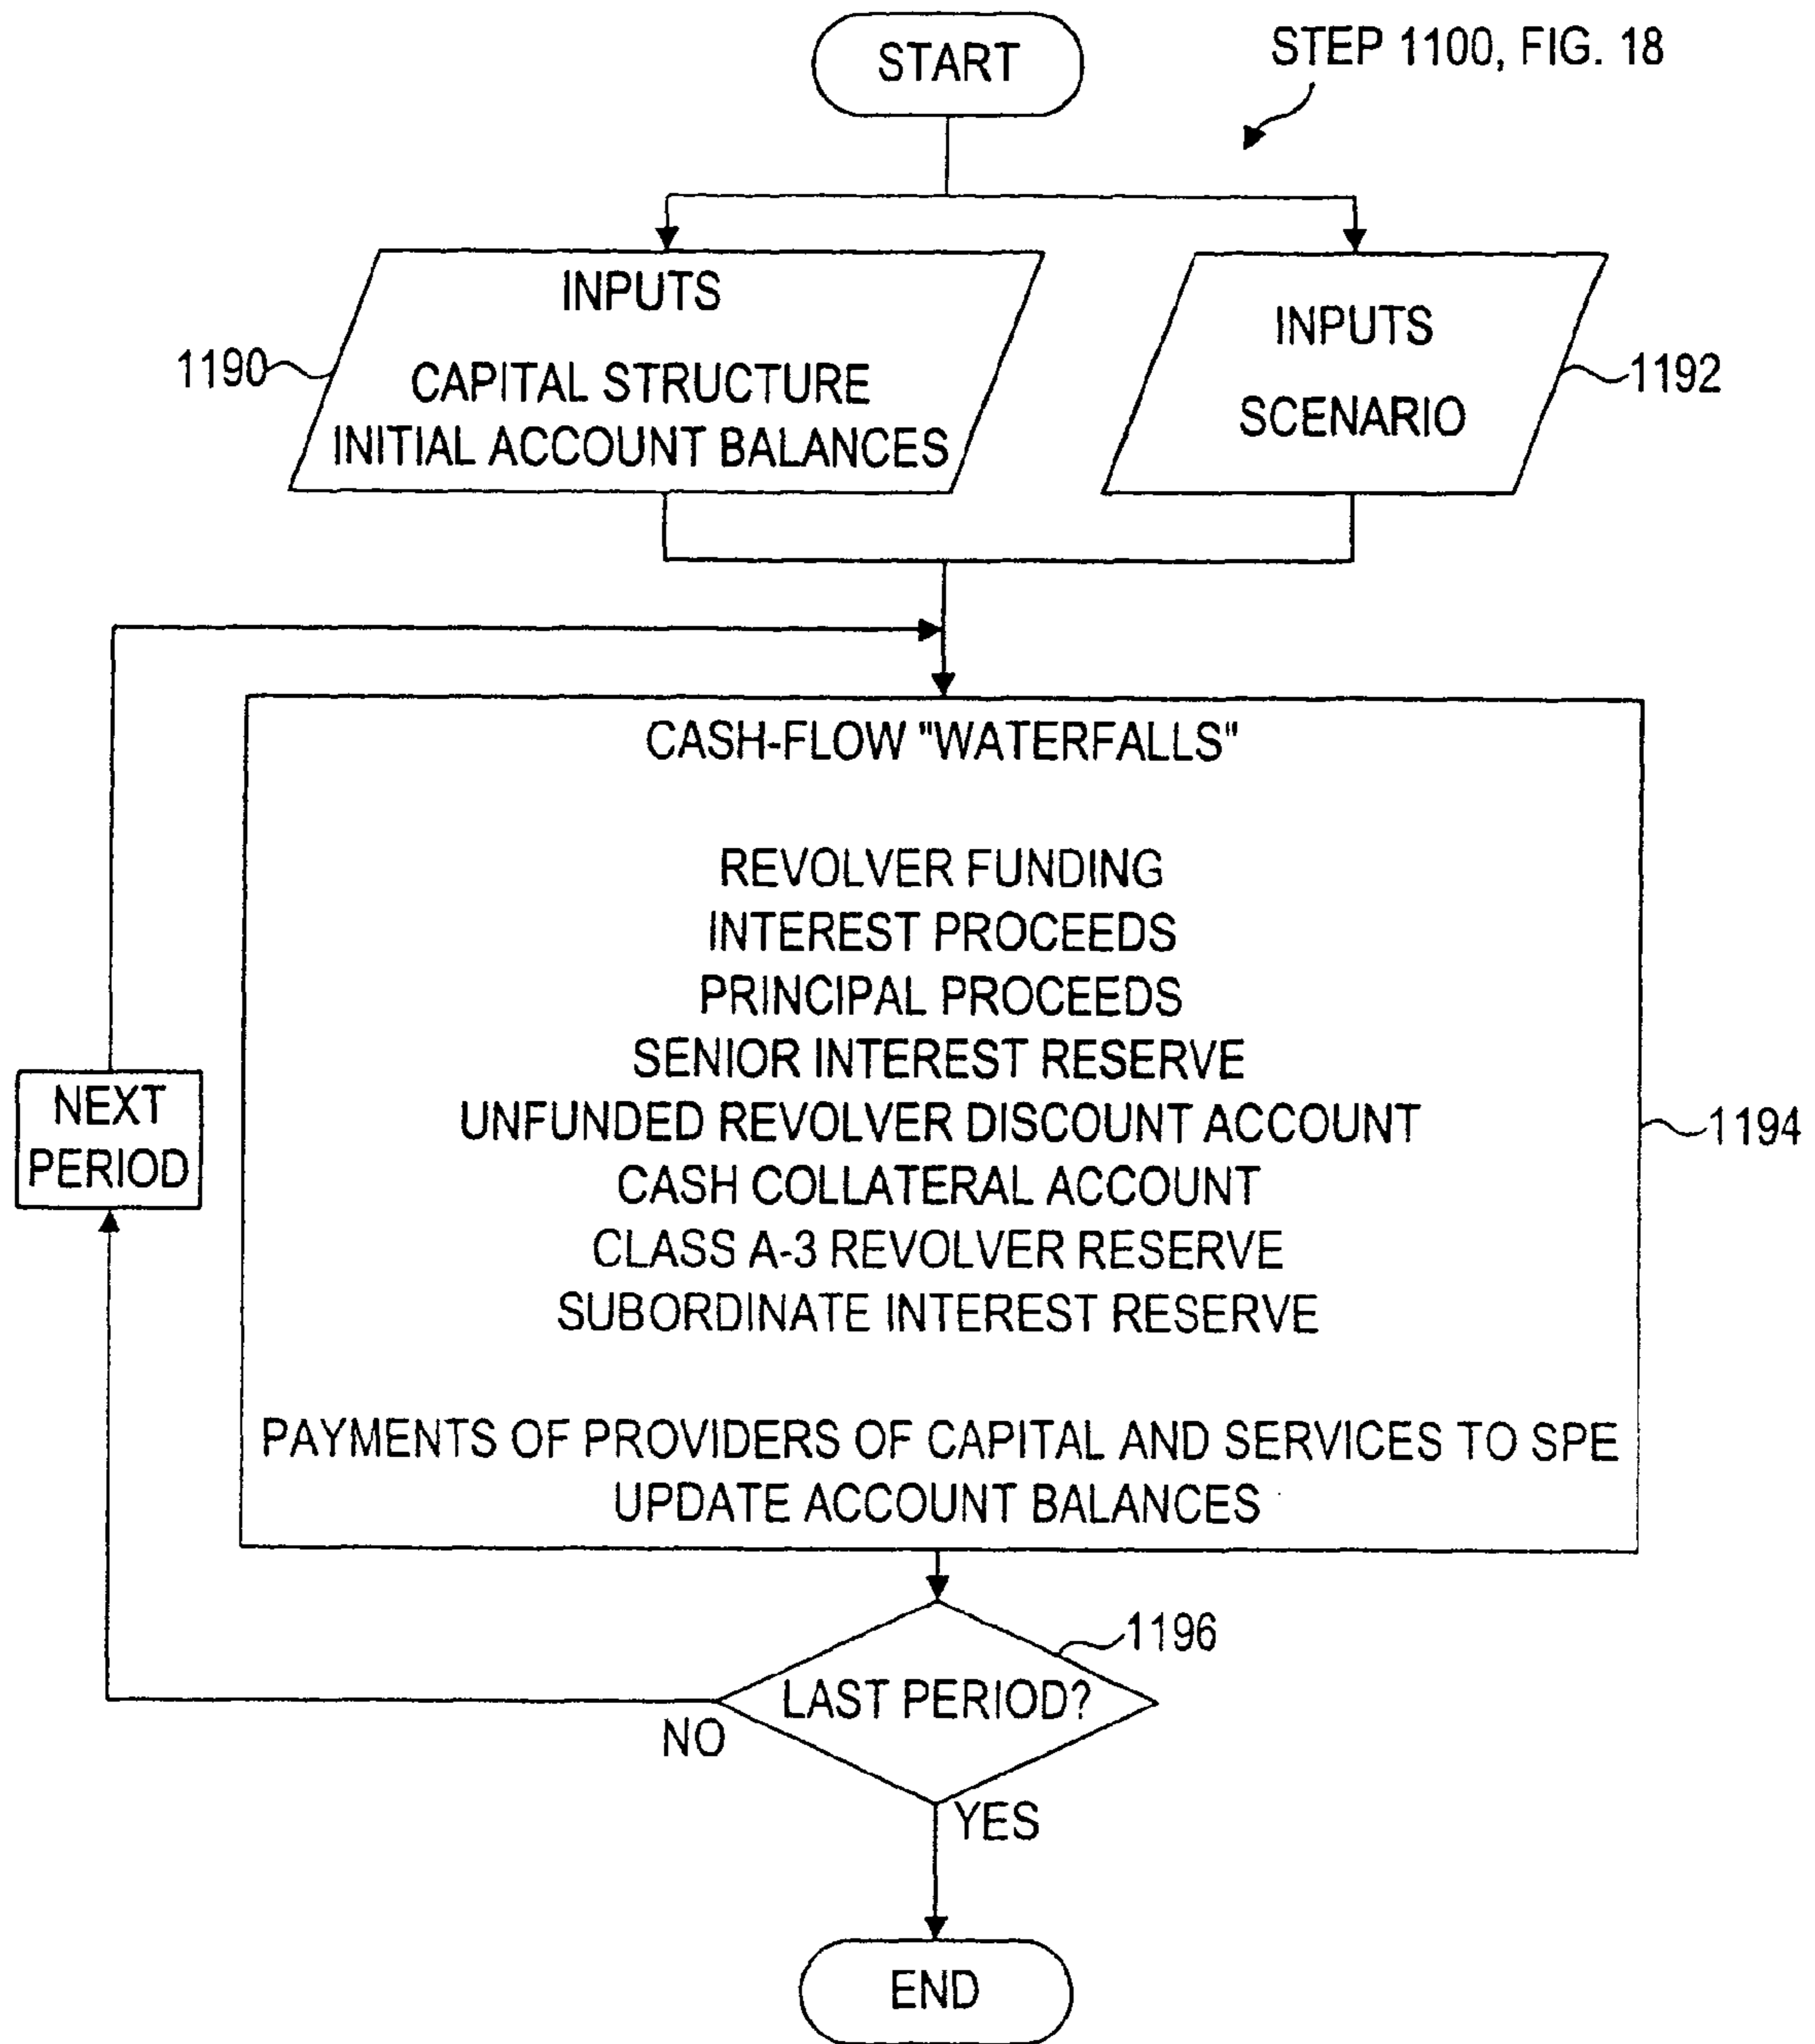 START
STEP 1100, FIG. 18
INPUTS
CAPITAL STRUCTURE
INITIAL ACCOUNT BALANCES
1190
INPUTS
SCENARIO
1192
CASH-FLOW "WATERFALLS"
REVOLVER FUNDING
INTEREST PROCEEDS
PRINCIPAL PROCEEDS
SENIOR INTEREST RESERVE
UNFUNDED REVOLVER DISCOUNT ACCOUNT
CASH COLLATERAL ACCOUNT
CLASS A-3 REVOLVER RESERVE
SUBORDINATE INTEREST RESERVE
PAYMENTS OF PROVIDERS OF CAPITAL AND SERVICES TO SPE
UPDATE ACCOUNT BALANCES
1194
NEXT
PERIOD
1196
LAST PERIOD?
NO
YES
END